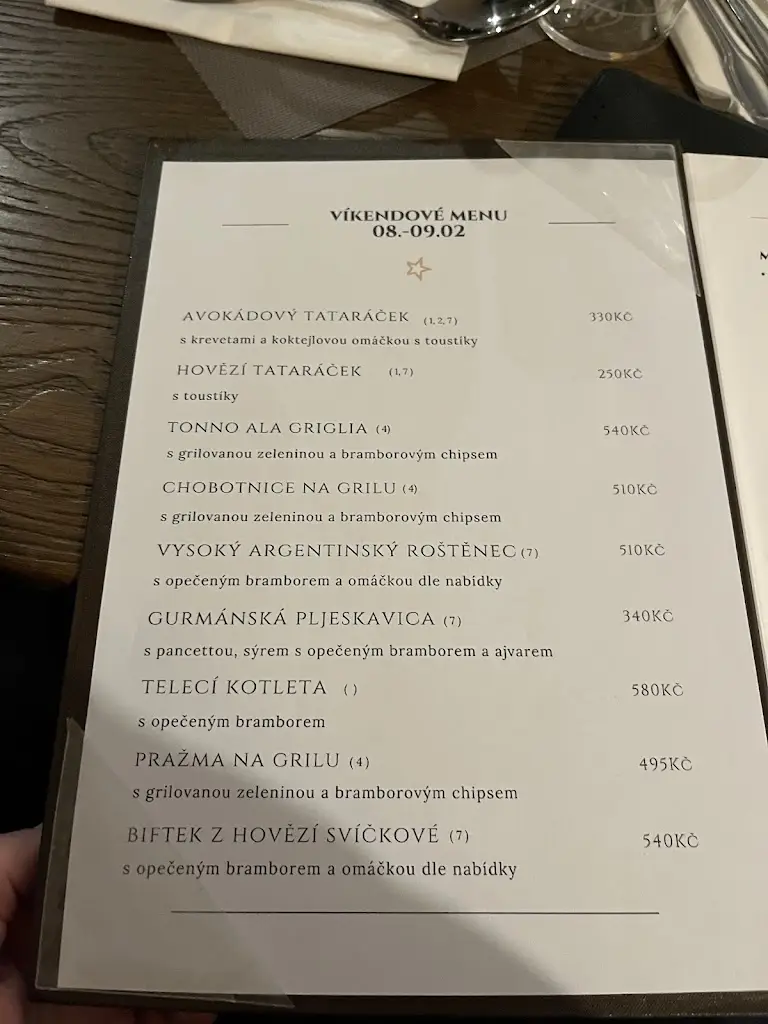 VÍKENDOVÉ MENU
08.-09.02
AVOKÁDOVÝ TATARÁČEK (1,2,7) 330KČ
s krevetami a koktejlovou omáčkou s toustíky
HOVĚZÍ TATARÁČEK (1,7) 250KČ
s toustíky
TONNO ALA GRIGLIA (4) 540KČ
s grilovanou zeleninou a bramborovým chipsem
CHOBOTNICE NA GRILU (4) 510KČ
s grilovanou zeleninou a bramborovým chipsem
VYSOKÝ ARGENTINSKÝ ROŠTĚNEC (7) 510KČ
s opečeným bramborem a omáčkou dle nabídky
GURMÁNSKÁ PLJESKAVICA (7) 340KČ
s pancettou, sýrem s opečeným bramborem a ajvarem
TELECÍ KOTLETA ( ) 580KČ
s opečeným bramborem
PRAŽMA NA GRILU (4) 495KČ
s grilovanou zeleninou a bramborovým chipsem
BIFTEK Z HOVĚZÍ SVÍČKOVÉ (7) 540KČ
s opečeným bramborem a omáčkou dle nabídky